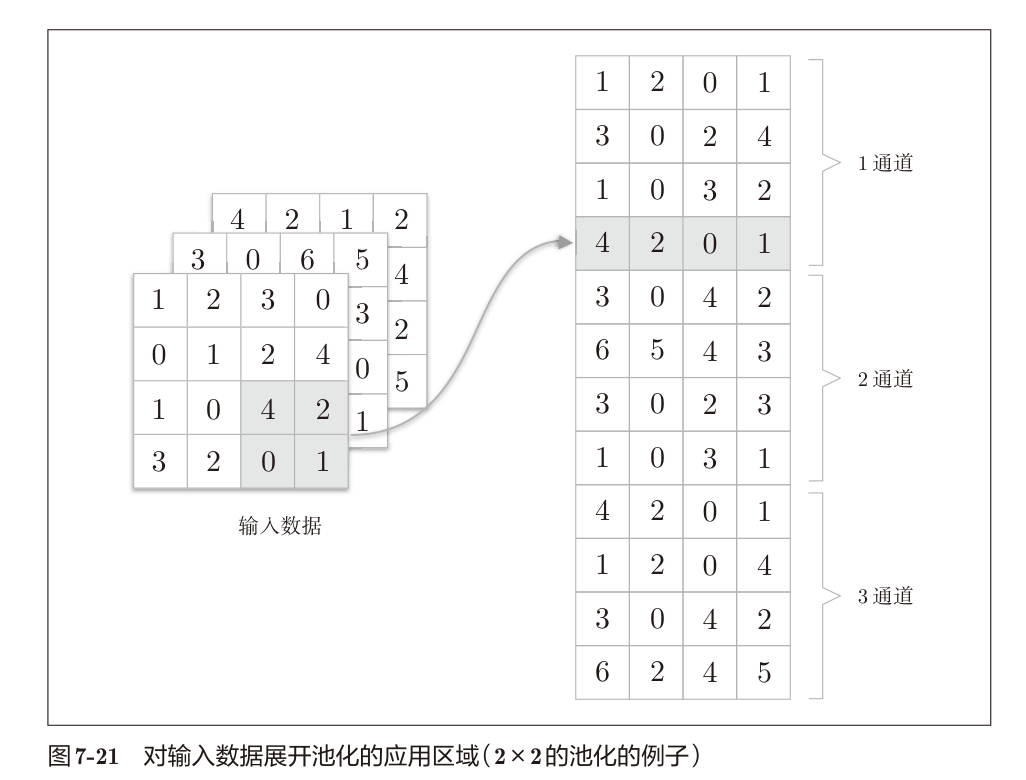 4 2 1 2
3 0 6 5
4
1 2 3 0
3
0 1 2 4
2
0
1 0 4 2
5
1
3 2 0 1
输入数据
1 2 0 1
3 0 2 4
1 0 3 2
4 2 0 1
1 通道
3 0 4 2
6 5 4 3
3 0 2 3
1 0 3 1
2 通道
4 2 0 1
1 2 0 4
3 0 4 2
6 2 4 5
3 通道
图7-21 对输入数据展开池化的应用区域(2×2的池化的例子)